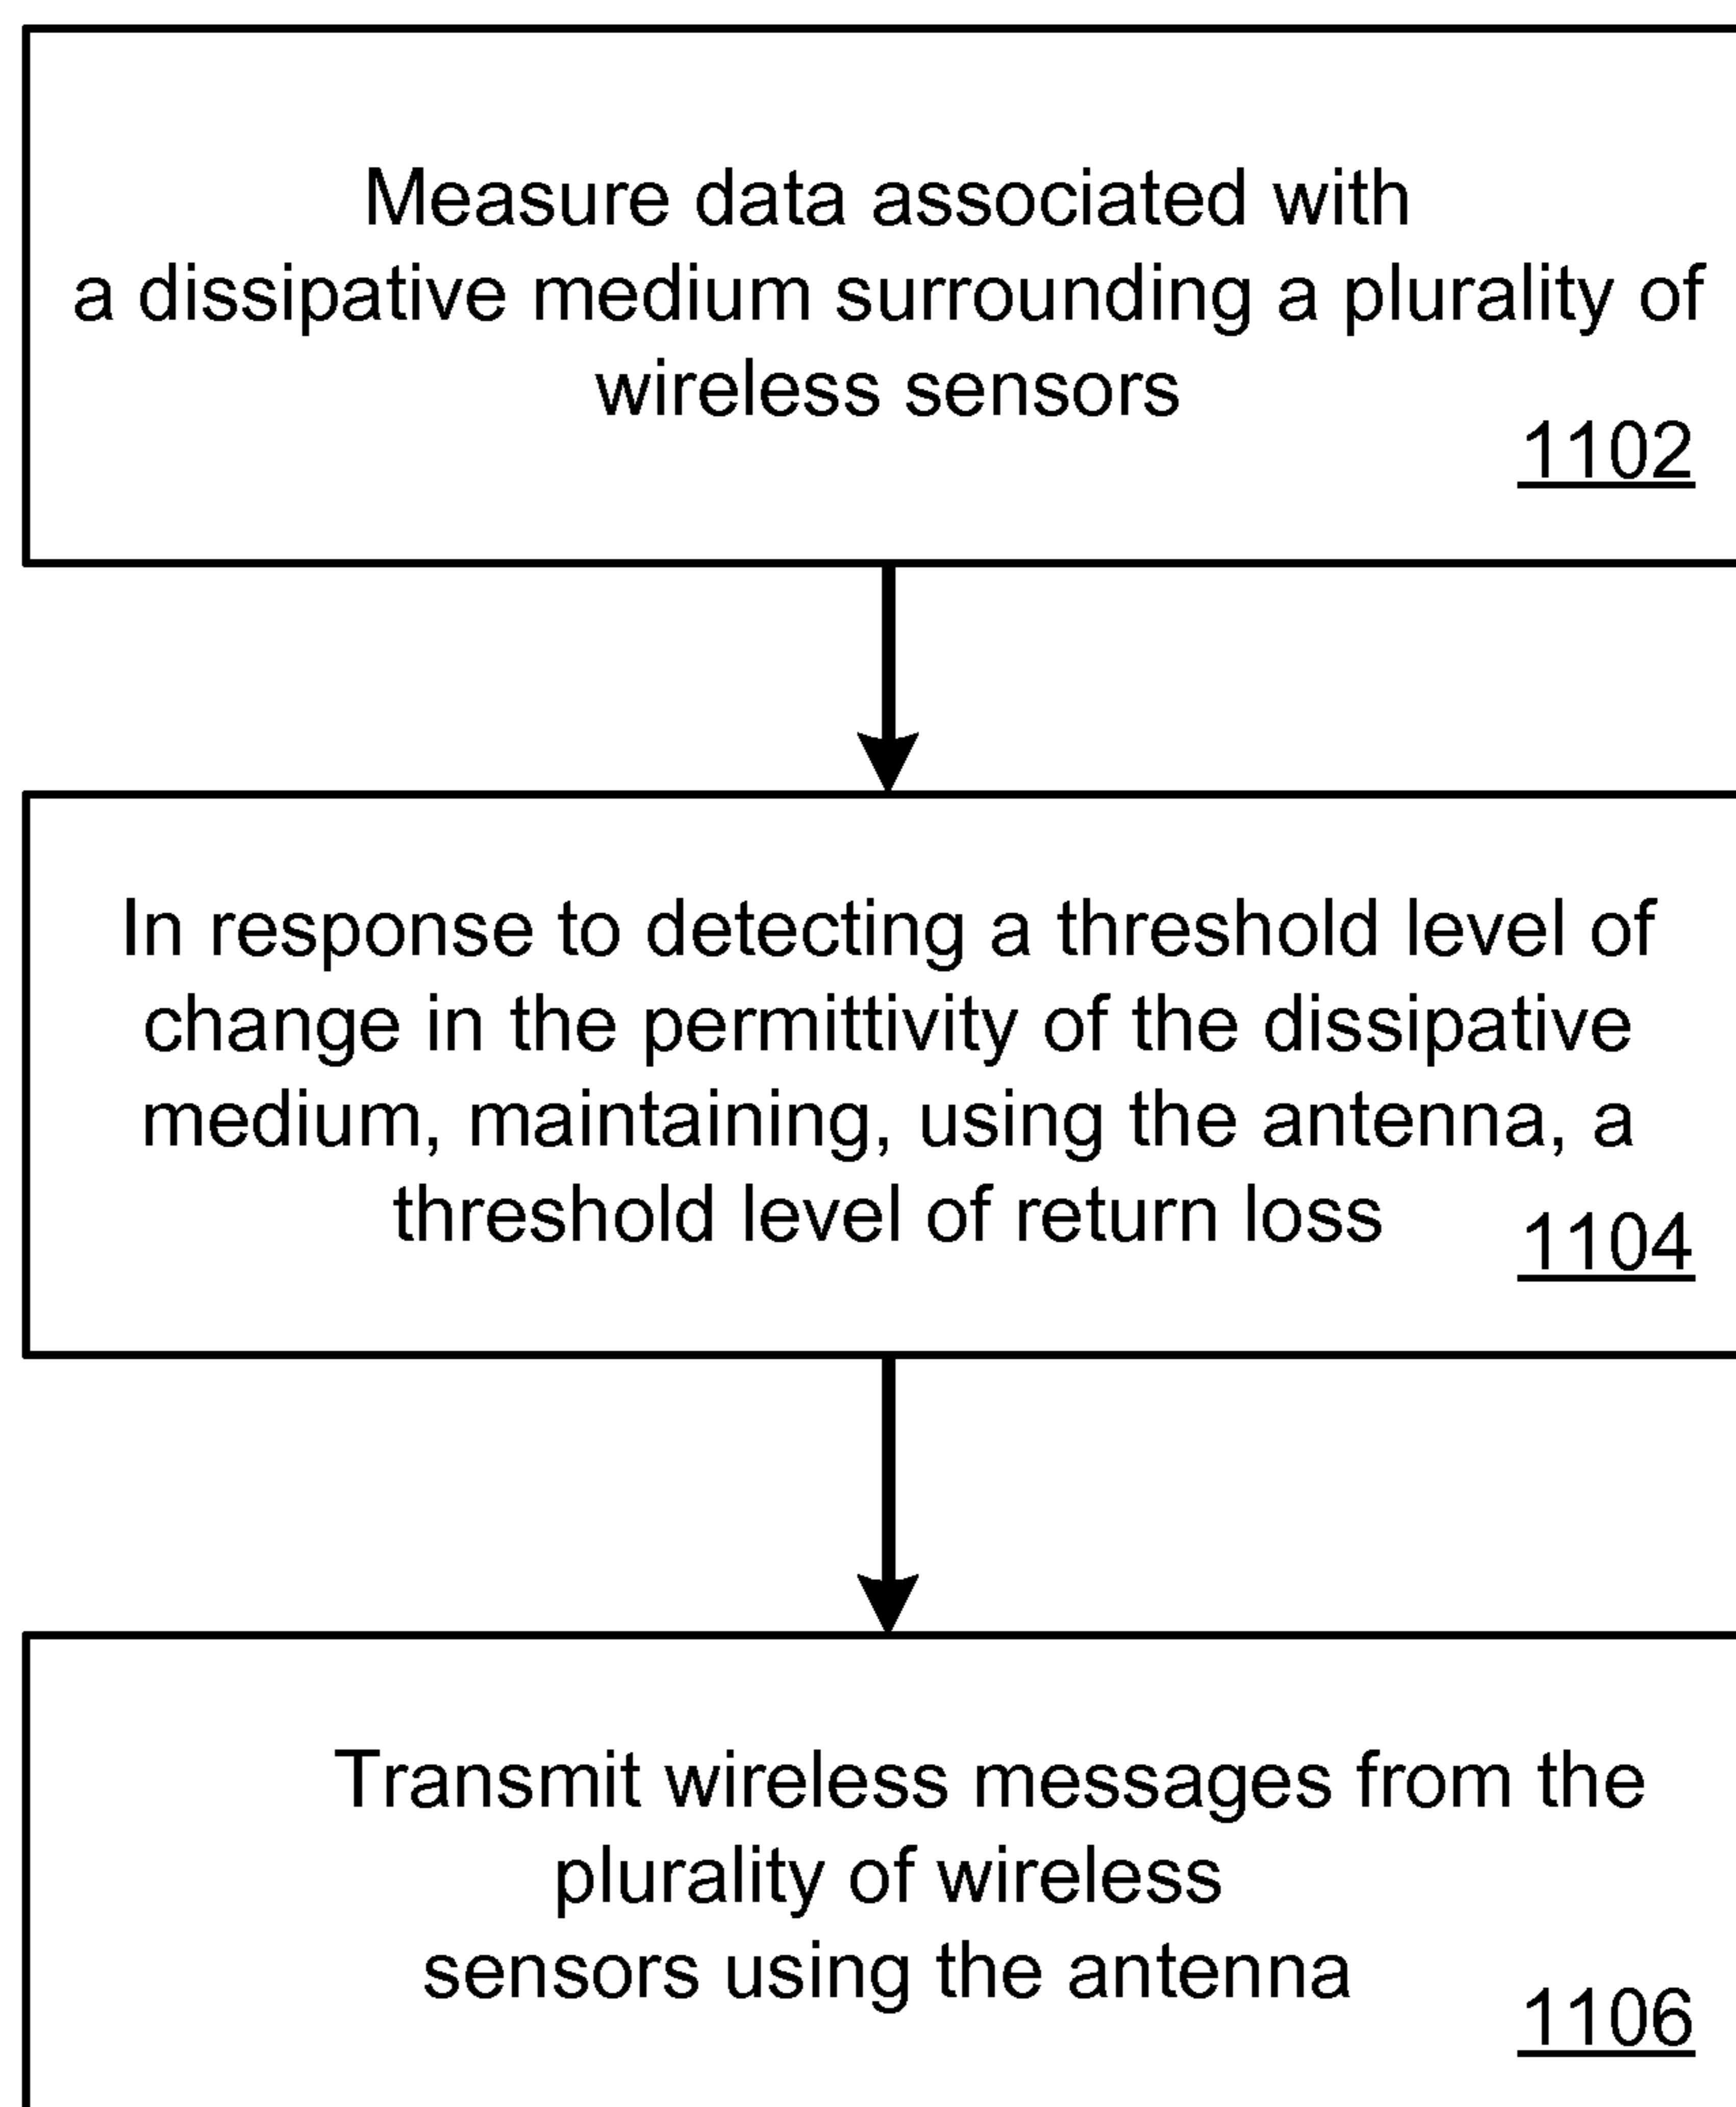 Measure data associated with
a dissipative medium surrounding a plurality of
wireless sensors
1102
In response to detecting a threshold level of
change in the permittivity of the dissipative
medium, maintaining, using the antenna, a
threshold level of return loss
1104
Transmit wireless messages from the
plurality of wireless
sensors using the antenna
1106